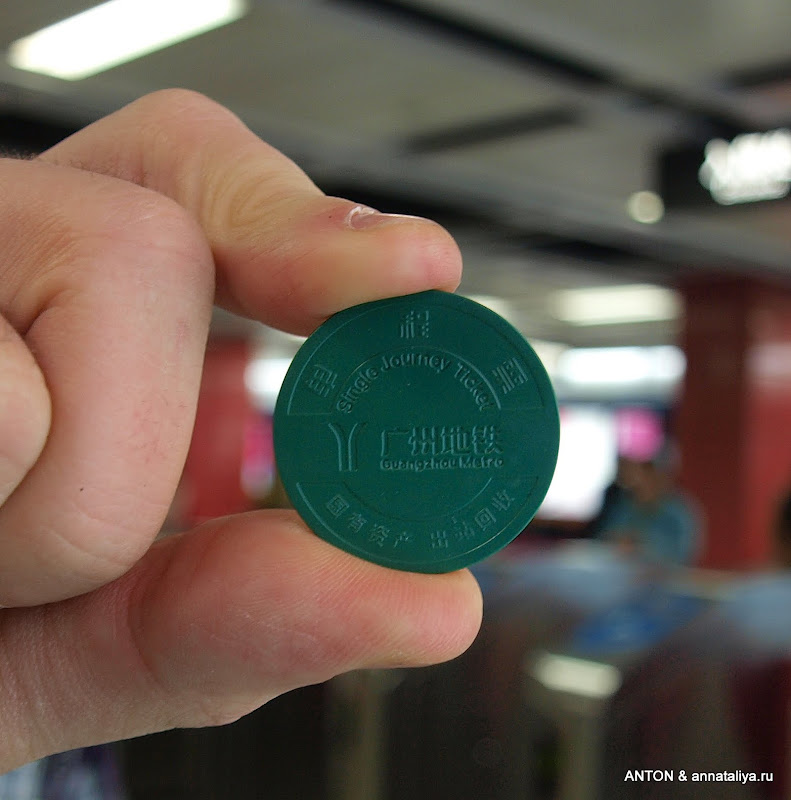 单程票
Single Journey Ticket
广州地铁
Guangzhou Metro
国有资产 出站回收
ANTON & annataliya.ru